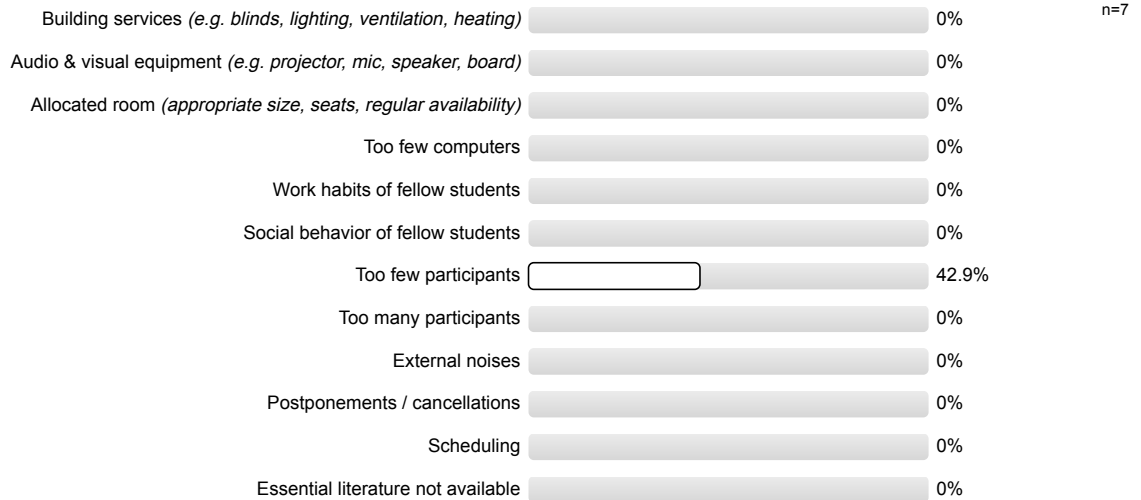 Building services (e.g. blinds, lighting, ventilation, heating) 0% n=7
Audio & visual equipment (e.g. projector, mic, speaker, board) 0%
Allocated room (appropriate size, seats, regular availability) 0%
Too few computers 0%
Work habits of fellow students 0%
Social behavior of fellow students 0%
Too few participants 42.9%
Too many participants 0%
External noises 0%
Postponements / cancellations 0%
Scheduling 0%
Essential literature not available 0%